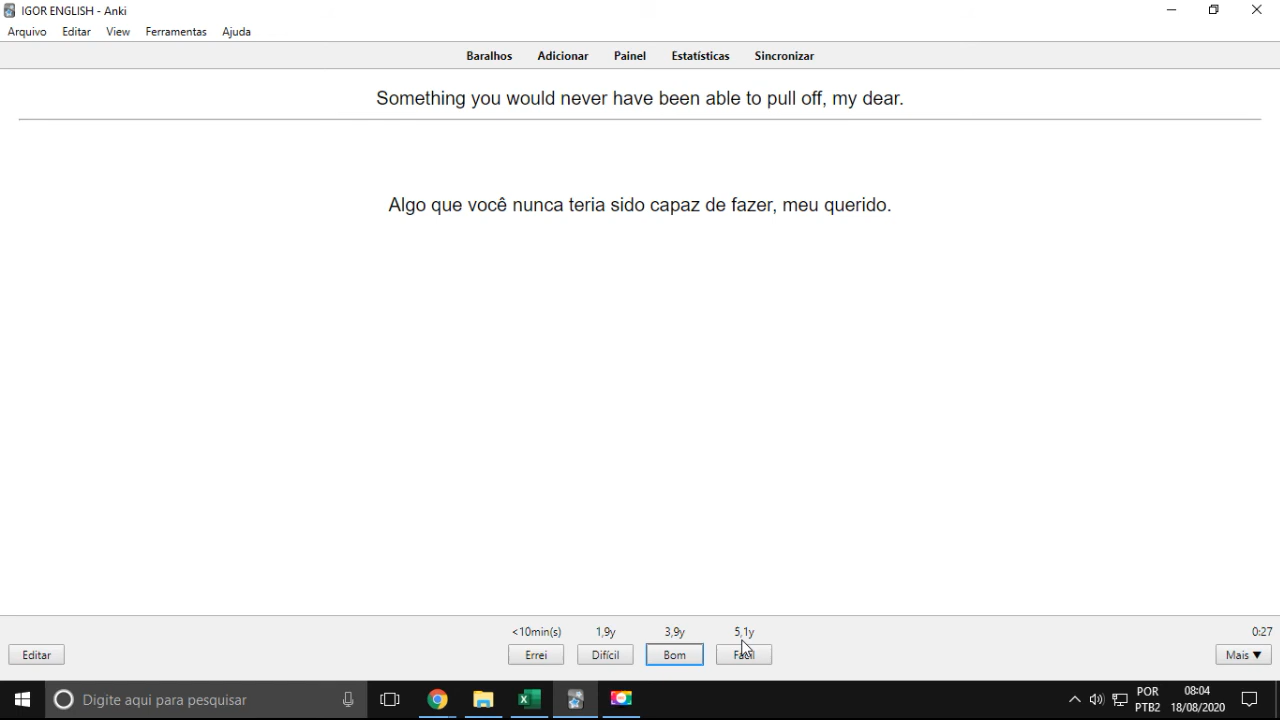 IGOR ENGLISH - Anki
Arquivo Editar View Ferramentas Ajuda
Baralhos Adicionar Painel Estatísticas Sincronizar
Something you would never have been able to pull off, my dear.
Algo que você nunca teria sido capaz de fazer, meu querido.
<10min(s) 1,9y 3,9y 5,1y 0:27
Editar Errei Difícil Bom Fácil Mais ▼
Digite aqui para pesquisar
POR 08:04
PTB2 18/08/2020